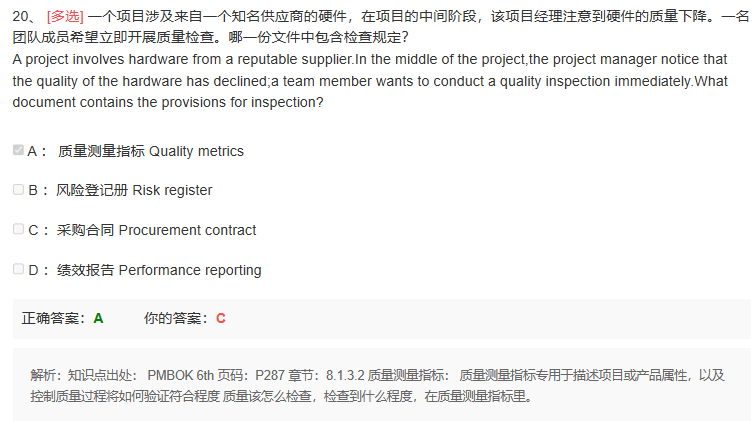 20、 [多选] 一个项目涉及来自一个知名供应商的硬件，在项目的中间阶段，该项目经理注意到硬件的质量下降。一名
团队成员希望立即开展质量检查。哪一份文件中包含检查规定？
A project involves hardware from a reputable supplier.In the middle of the project,the project manager notice that
the quality of the hardware has declined;a team member wants to conduct a quality inspection immediately.What
document contains the provisions for inspection?
A： 质量测量指标 Quality metrics
B：风险登记册 Risk register
C：采购合同 Procurement contract
D：绩效报告 Performance reporting
正确答案：A 你的答案：C
解析：知识点出处： PMBOK 6th 页码：P287 章节：8.1.3.2 质量测量指标： 质量测量指标专用于描述项目或产品属性，以及
控制质量过程将如何验证符合程度 质量该怎么检查，检查到什么程度，在质量测量指标里。